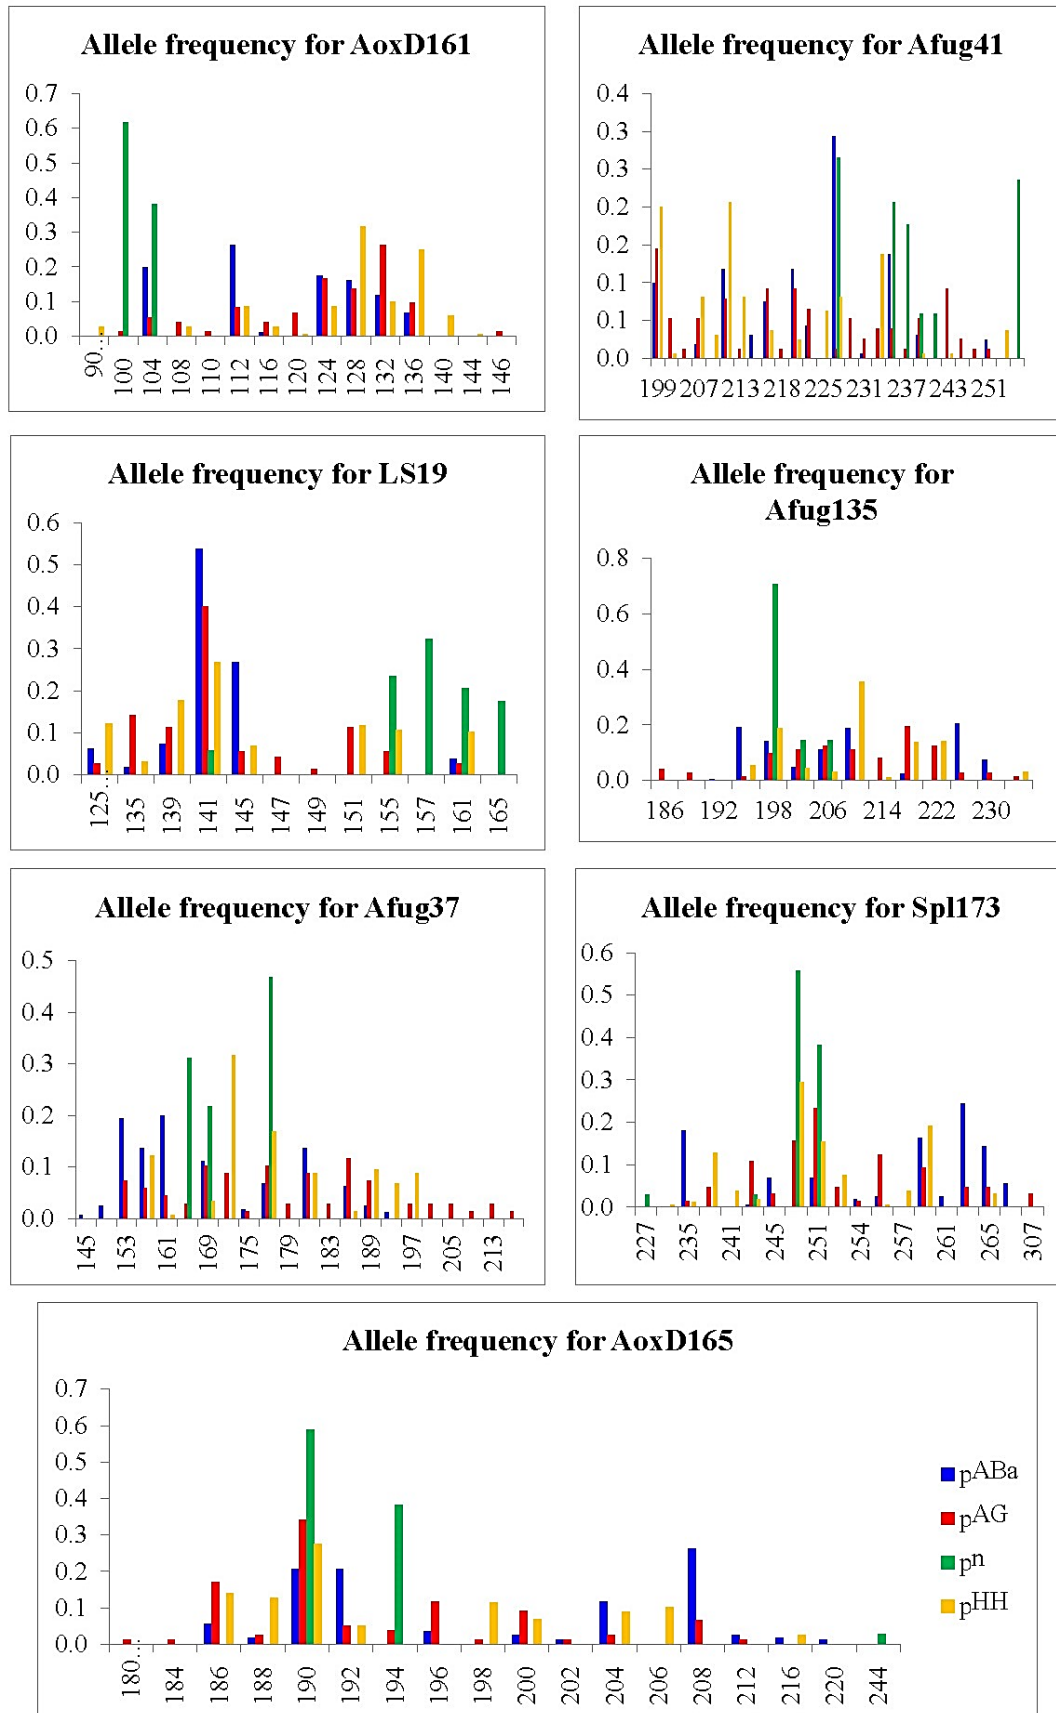 Allele frequency for AoxD161
0.7
0.6
0.5
0.4
0.3
0.2
0.1
0.0
90... 100 104 108 110 112 116 120 124 128 132 136 140 144 146
Allele frequency for Afug41
0.4
0.3
0.3
0.2
0.2
0.1
0.1
0.0
199 207 213 218 225 231 237 243 251
Allele frequency for LS19
0.6
0.5
0.4
0.3
0.2
0.1
0.0
125... 135 139 141 145 147 149 151 155 157 161 165
Allele frequency for
Afug135
0.8
0.6
0.4
0.2
0.0
186 192 198 206 214 222 230
Allele frequency for Afug37
0.5
0.4
0.3
0.2
0.1
0.0
145 153 161 169 175 179 183 189 197 205 213
Allele frequency for Spl173
0.6
0.5
0.4
0.3
0.2
0.1
0.0
227 235 241 245 251 254 257 261 265 307
Allele frequency for AoxD165
0.7
0.6
0.5
0.4
0.3
0.2
0.1
0.0
180... 184 186 188 190 192 194 196 198 200 202 204 206 208 212 216 220 244
pABa
pAG
pn
pHH